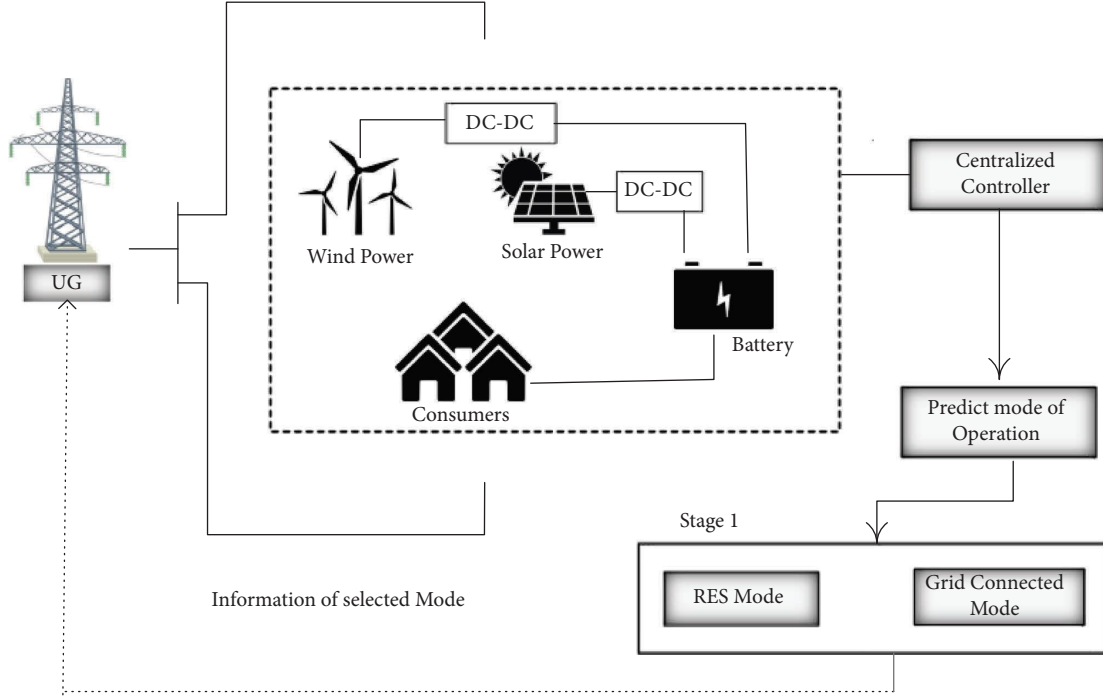 DC-DC
Wind Power
Solar Power
DC-DC
Battery
Consumers
UG
Centralized
Controller
Predict mode of
Operation
Stage 1
RES Mode
Grid Connected
Mode
Information of selected Mode